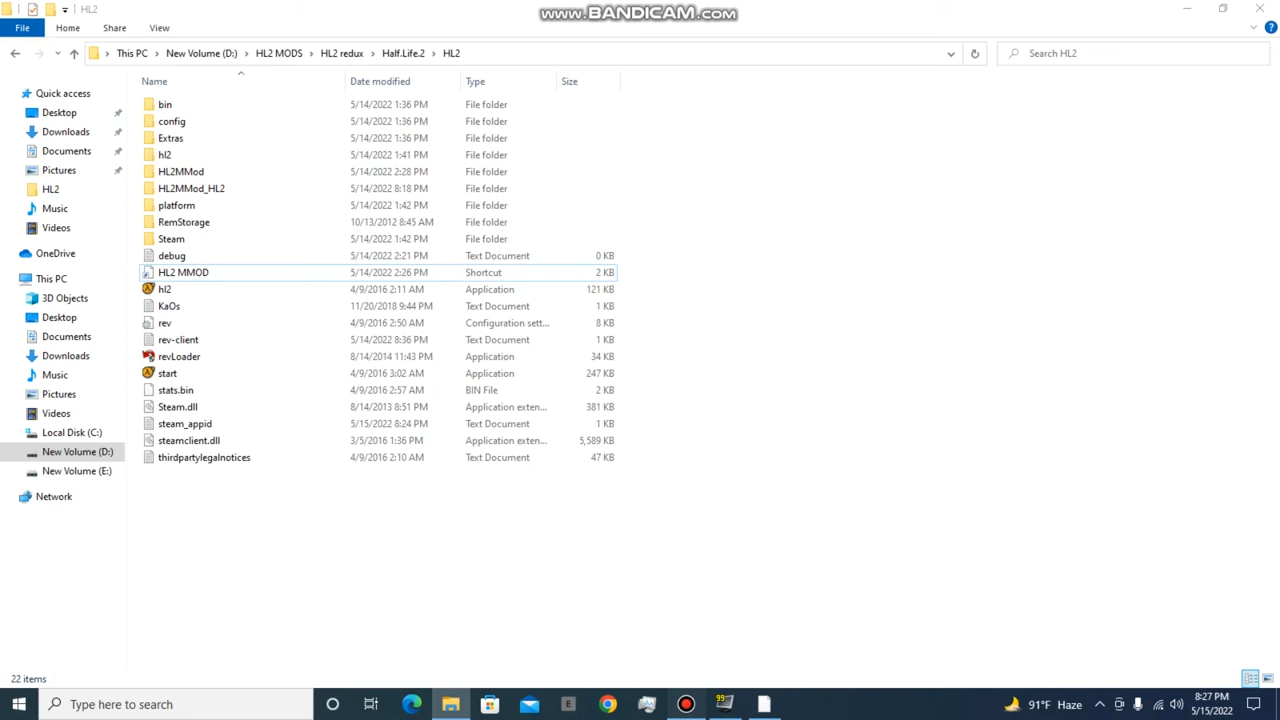 HL2
www.BANDICAM.com
File Home Share View
This PC New Volume (D:) HL2 MODS HL2 redux Half.Life.2 HL2 Search HL2
Name Date modified Type Size
Quick access
Desktop
Downloads
Documents
Pictures
HL2
Music
Videos
OneDrive
This PC
3D Objects
Desktop
Documents
Downloads
Music
Pictures
Videos
Local Disk (C:)
New Volume (D:)
New Volume (E:)
Network
bin 5/14/2022 1:36 PM File folder
config 5/14/2022 1:36 PM File folder
Extras 5/14/2022 1:36 PM File folder
hl2 5/14/2022 1:41 PM File folder
HL2MMod 5/14/2022 2:28 PM File folder
HL2MMod_HL2 5/14/2022 8:18 PM File folder
platform 5/14/2022 1:42 PM File folder
RemStorage 10/13/2012 8:45 AM File folder
Steam 5/14/2022 1:42 PM File folder
debug 5/14/2022 2:21 PM Text Document 0 KB
HL2 MMOD 5/14/2022 2:26 PM Shortcut 2 KB
hl2 4/9/2016 2:11 AM Application 121 KB
KaOs 11/20/2018 9:44 PM Text Document 1 KB
rev 4/9/2016 2:50 AM Configuration sett... 8 KB
rev-client 5/14/2022 8:36 PM Text Document 1 KB
revLoader 8/14/2014 11:43 PM Application 34 KB
start 4/9/2016 3:02 AM Application 247 KB
stats.bin 4/9/2016 2:57 AM BIN File 2 KB
Steam.dll 8/14/2013 8:51 PM Application exten... 381 KB
steam_appid 5/15/2022 8:24 PM Text Document 1 KB
steamclient.dll 3/5/2016 1:36 PM Application exten... 5,589 KB
thirdpartylegalnotices 4/9/2016 2:10 AM Text Document 47 KB
22 items
Type here to search
E
99
91°F Haze
8:27 PM
5/15/2022